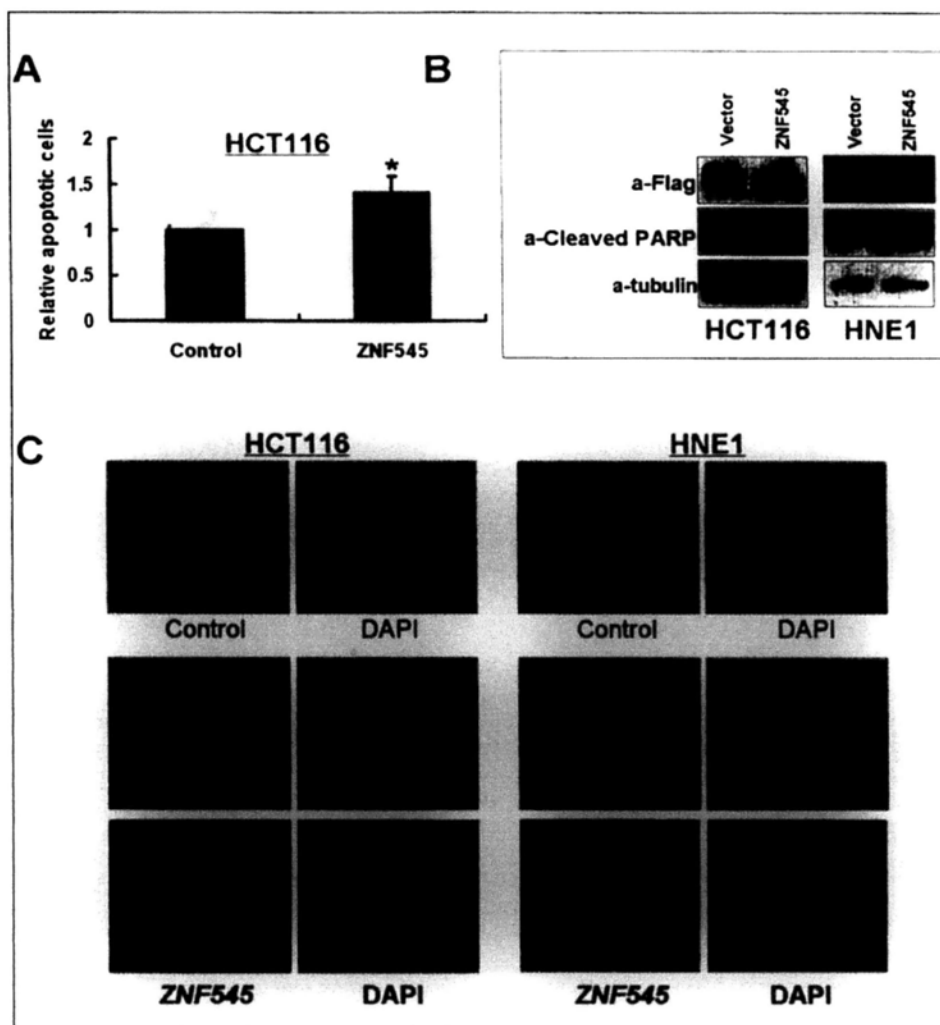 A
HCT116
Relative apoptotic cells
2
1.5
1
0.5
0
*
Control
ZNF545
B
Vector
ZNF545
Vector
ZNF545
a-Flag
a-Cleaved PARP
a-tubulin
HCT116
HNE1
C
HCT116
HNE1
Control
DAPI
Control
DAPI
ZNF545
DAPI
ZNF545
DAPI